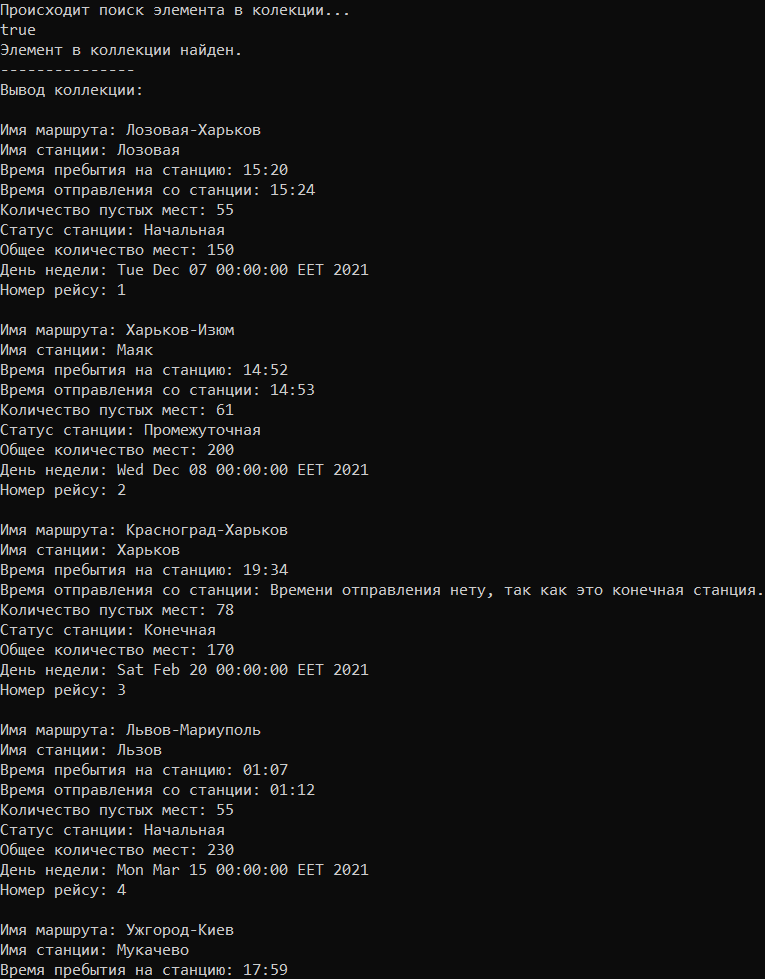 Происходит поиск элемента в колекции...
true
Элемент в коллекции найден.
---------------
Вывод коллекции:
Имя маршрута: Лозовая-Харьков
Имя станции: Лозовая
Время пребытия на станцию: 15:20
Время отправления со станции: 15:24
Количество пустых мест: 55
Статус станции: Начальная
Общее количество мест: 150
День недели: Tue Dec 07 00:00:00 EET 2021
Номер рейсу: 1
Имя маршрута: Харьков-Изюм
Имя станции: Маяк
Время пребытия на станцию: 14:52
Время отправления со станции: 14:53
Количество пустых мест: 61
Статус станции: Промежуточная
Общее количество мест: 200
День недели: Wed Dec 08 00:00:00 EET 2021
Номер рейсу: 2
Имя маршрута: Красноград-Харьков
Имя станции: Харьков
Время пребытия на станцию: 19:34
Время отправления со станции: Времени отправления нету, так как это конечная станция.
Количество пустых мест: 78
Статус станции: Конечная
Общее количество мест: 170
День недели: Sat Feb 20 00:00:00 EET 2021
Номер рейсу: 3
Имя маршрута: Львов-Мариуполь
Имя станции: Льзов
Время пребытия на станцию: 01:07
Время отправления со станции: 01:12
Количество пустых мест: 55
Статус станции: Начальная
Общее количество мест: 230
День недели: Mon Mar 15 00:00:00 EET 2021
Номер рейсу: 4
Имя маршрута: Ужгород-Киев
Имя станции: Мукачево
Время пребытия на станцию: 17:59